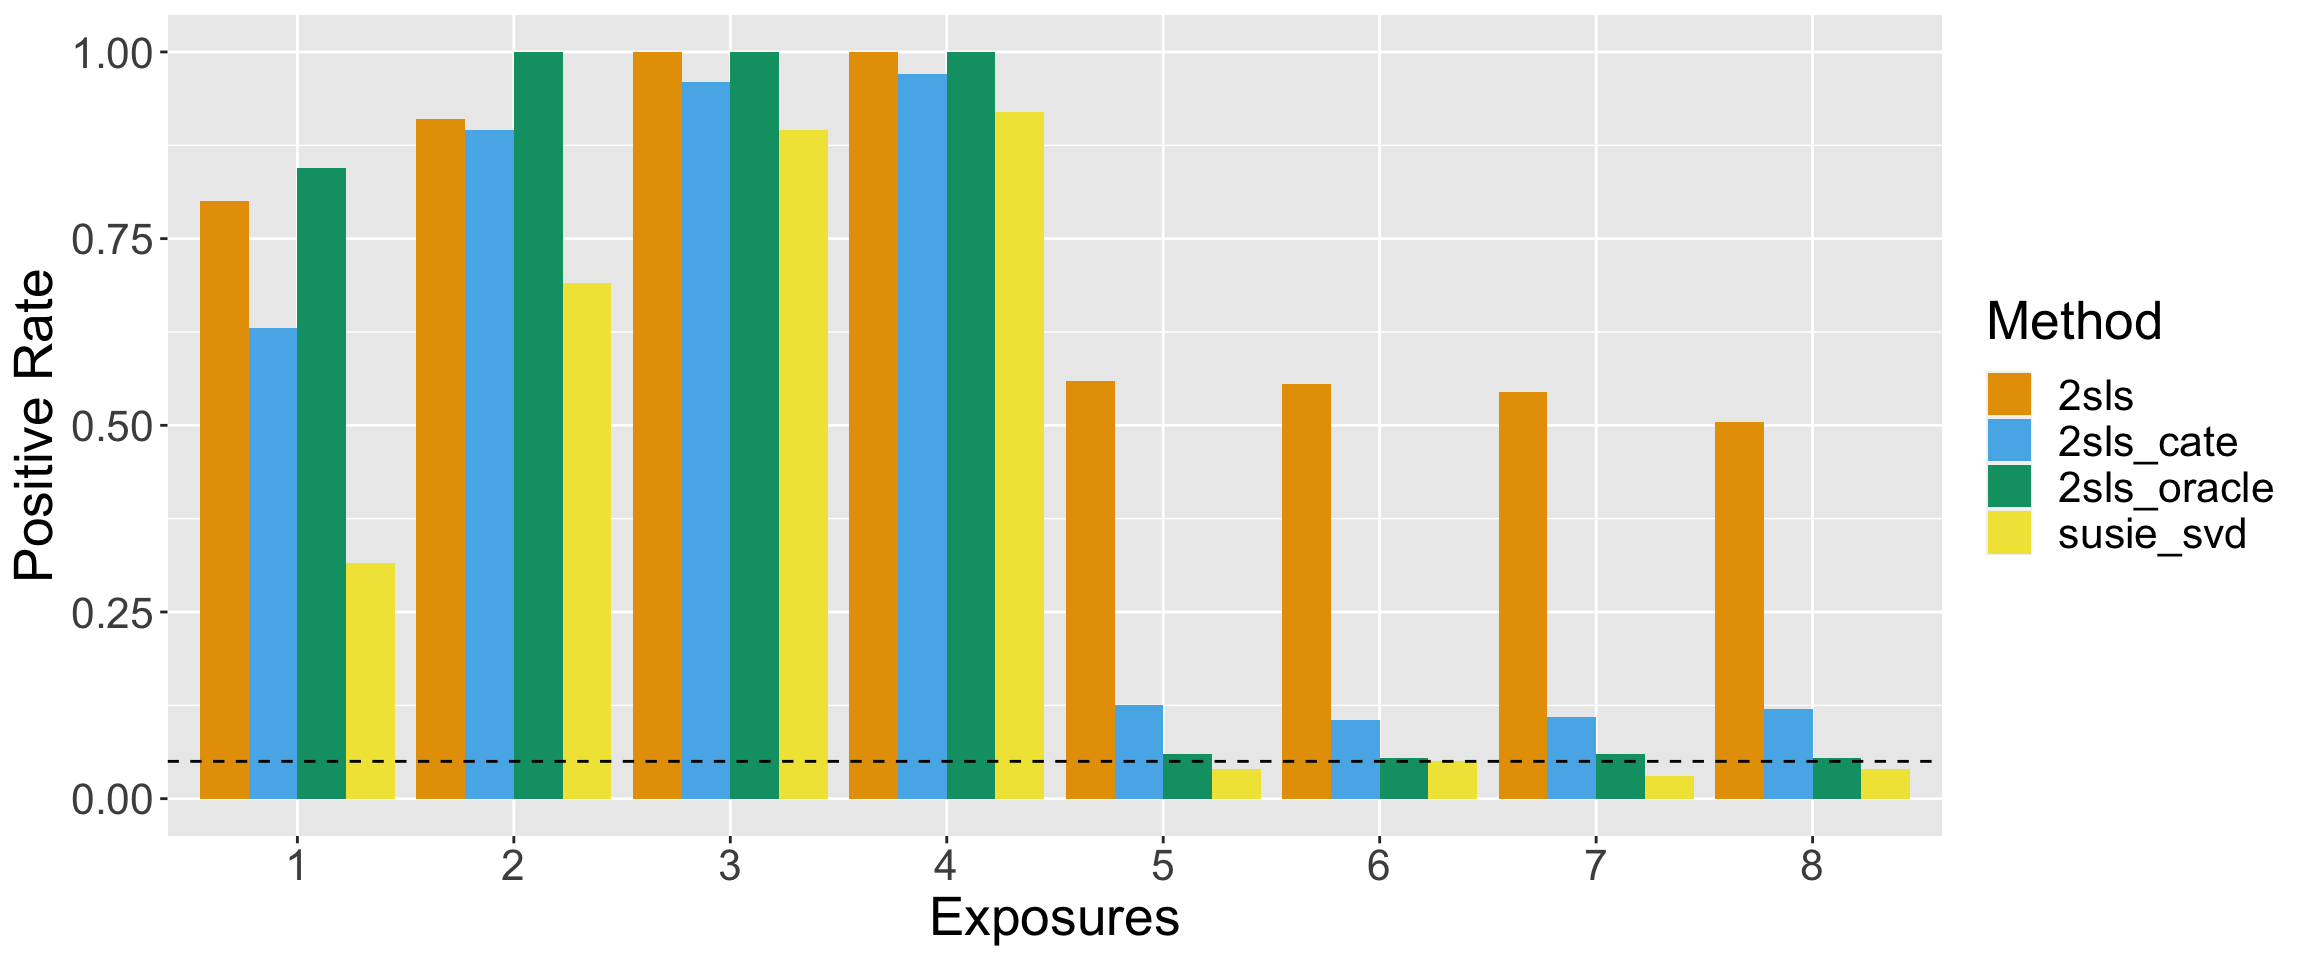 Positive Rate
1.00
0.75
0.50
0.25
0.00
1 2 3 4 5 6 7 8
Exposures
Method
2sls
2sls_cate
2sls_oracle
susie_svd